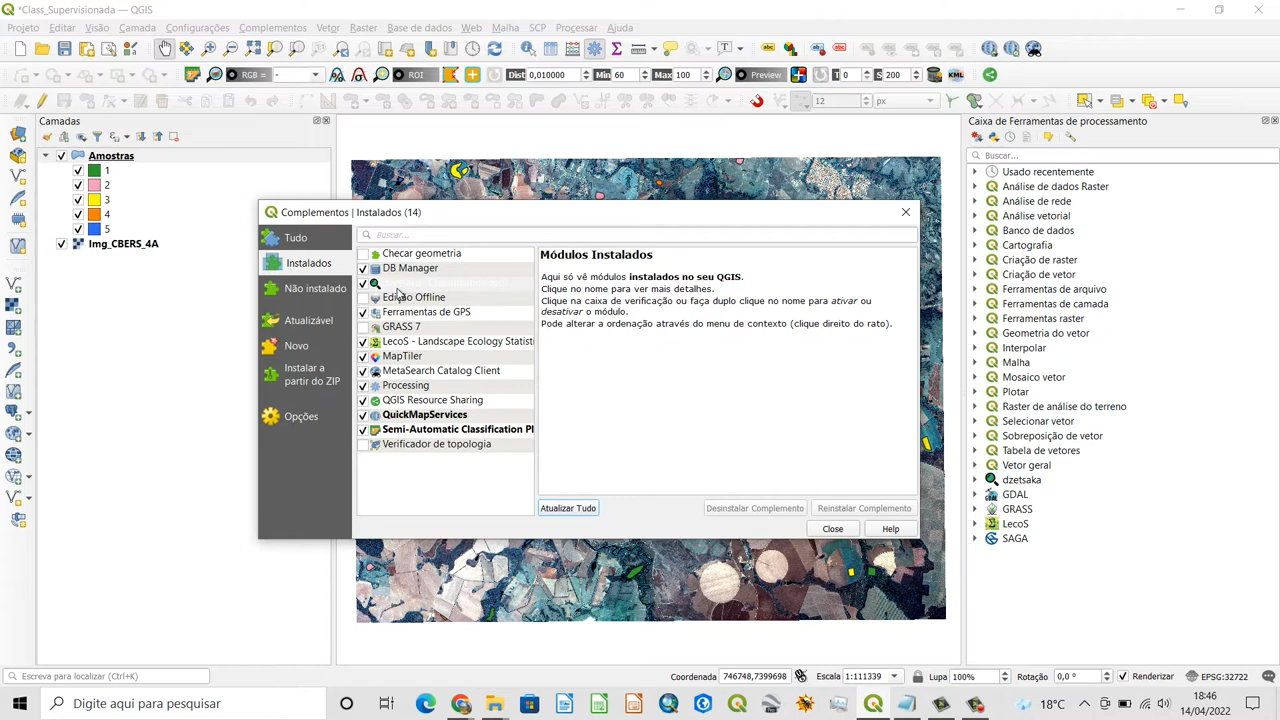 *Class_Supervisionada — QGIS
Projeto Editar Visão Camada Configurações Complementos Vetor Raster Base de dados Web Malha SCP Processar Ajuda
RGB = - ROI Dist 0,010000 Min 60 Max 100 Preview T 0 S 200 KML
12 px
Camadas
Amostras
1
2
3
4
5
Img_CBERS_4A
Complementos | Instalados (14)
Tudo
Instalados
Não instalado
Atualizável
Novo
Instalar a
partir do ZIP
Opções
Buscar...
Checar geometria
DB Manager
Edição Offline
Ferramentas de GPS
GRASS 7
LecoS - Landscape Ecology Statisti
MapTiler
MetaSearch Catalog Client
Processing
QGIS Resource Sharing
QuickMapServices
Semi-Automatic Classification Pl
Verificador de topologia
Módulos Instalados
Aqui só vê módulos instalados no seu QGIS.
Clique no nome para ver mais detalhes.
Clique na caixa de verificação ou faça duplo clique no nome para ativar ou
desativar o módulo.
Pode alterar a ordenação através do menu de contexto (clique direito do rato).
Atualizar Tudo Desinstalar Complemento Reinstalar Complemento
Close Help
Caixa de Ferramentas de processamento
Buscar...
Usado recentemente
Análise de dados Raster
Análise de rede
Análise vetorial
Banco de dados
Cartografia
Criação de raster
Criação de vetor
Ferramentas de arquivo
Ferramentas de camada
Ferramentas raster
Geometria do vetor
Interpolar
Malha
Mosaico vetor
Plotar
Raster de análise do terreno
Selecionar vetor
Sobreposição de vetor
Tabela de vetores
Vetor geral
dzetsaka
GDAL
GRASS
LecoS
SAGA
Escreva para localizar (Ctrl+K) Coordenada 746748,7399698 Escala 1:111339 Lupa 100% Rotação 0,0 ° Renderizar EPSG:32722
Digite aqui para pesquisar 18°C 18:46
14/04/2022